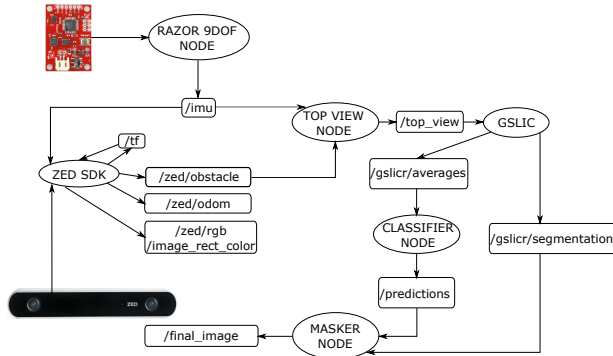 RAZOR 9DOF
NODE
/imu
TOP VIEW
NODE
/top_view
GSLIC
/tf
ZED SDK
/zed/obstacle
/gslicr/averages
/zed/odom
/zed/rgb
/image_rect_color
CLASSIFIER
NODE
/gslicr/segmentation
/predictions
ZED
/final_image
MASKER
NODE